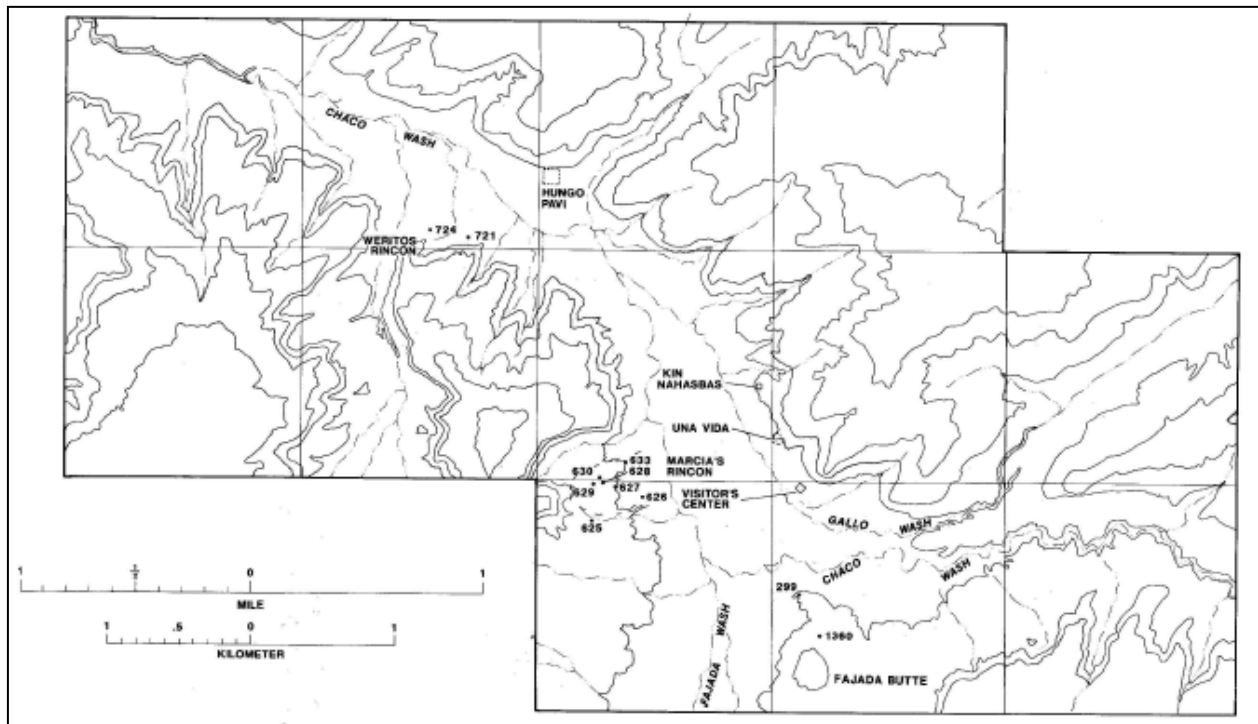 CHACO
WASH
HUNGO
PAVI
724
721
WERITOS
RINCON
KIN
NAHASBAS
UNA VIDA
633
MARCIA'S
RINCON
630
628
629
627
626
VISITOR'S
CENTER
625
GALLO
WASH
CHACO
WASH
299
1360
FAJADA
WASH
FAJADA BUTTE
1
½
0
1
MILE
1
.5
0
1
KILOMETER